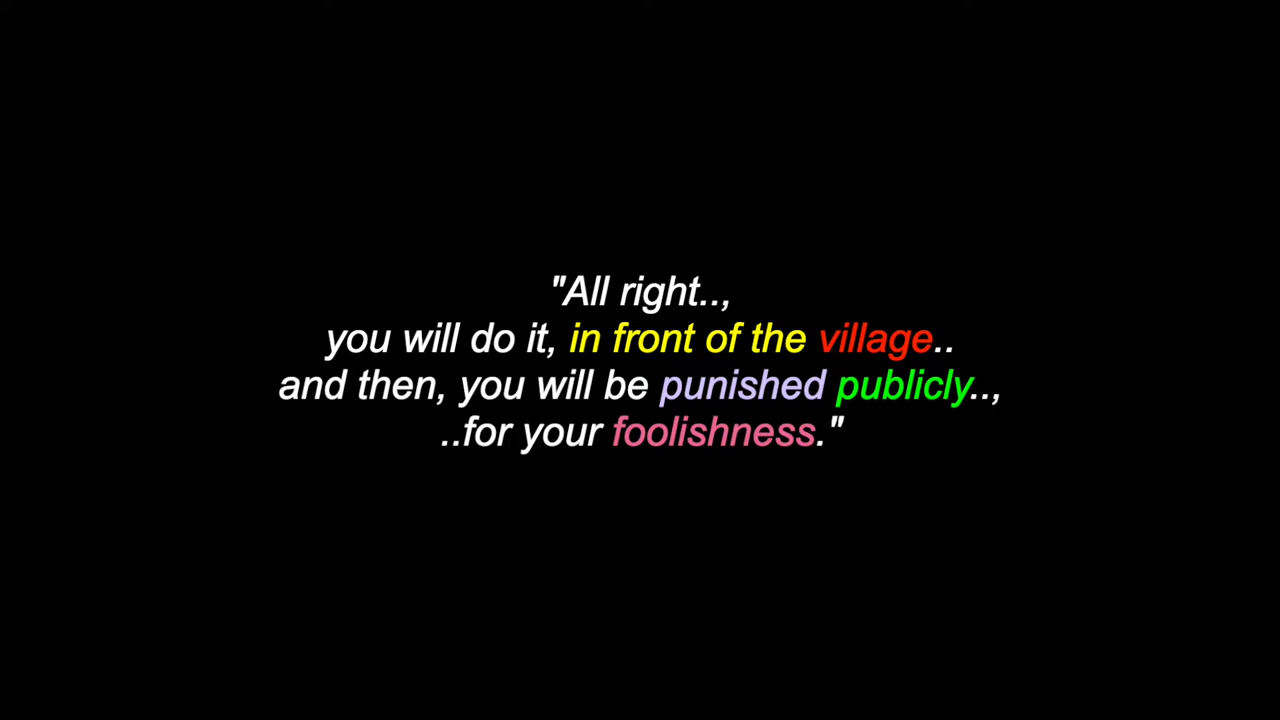 "All right..,
you will do it, in front of the village..
and then, you will be punished publicly..,
..for your foolishness."